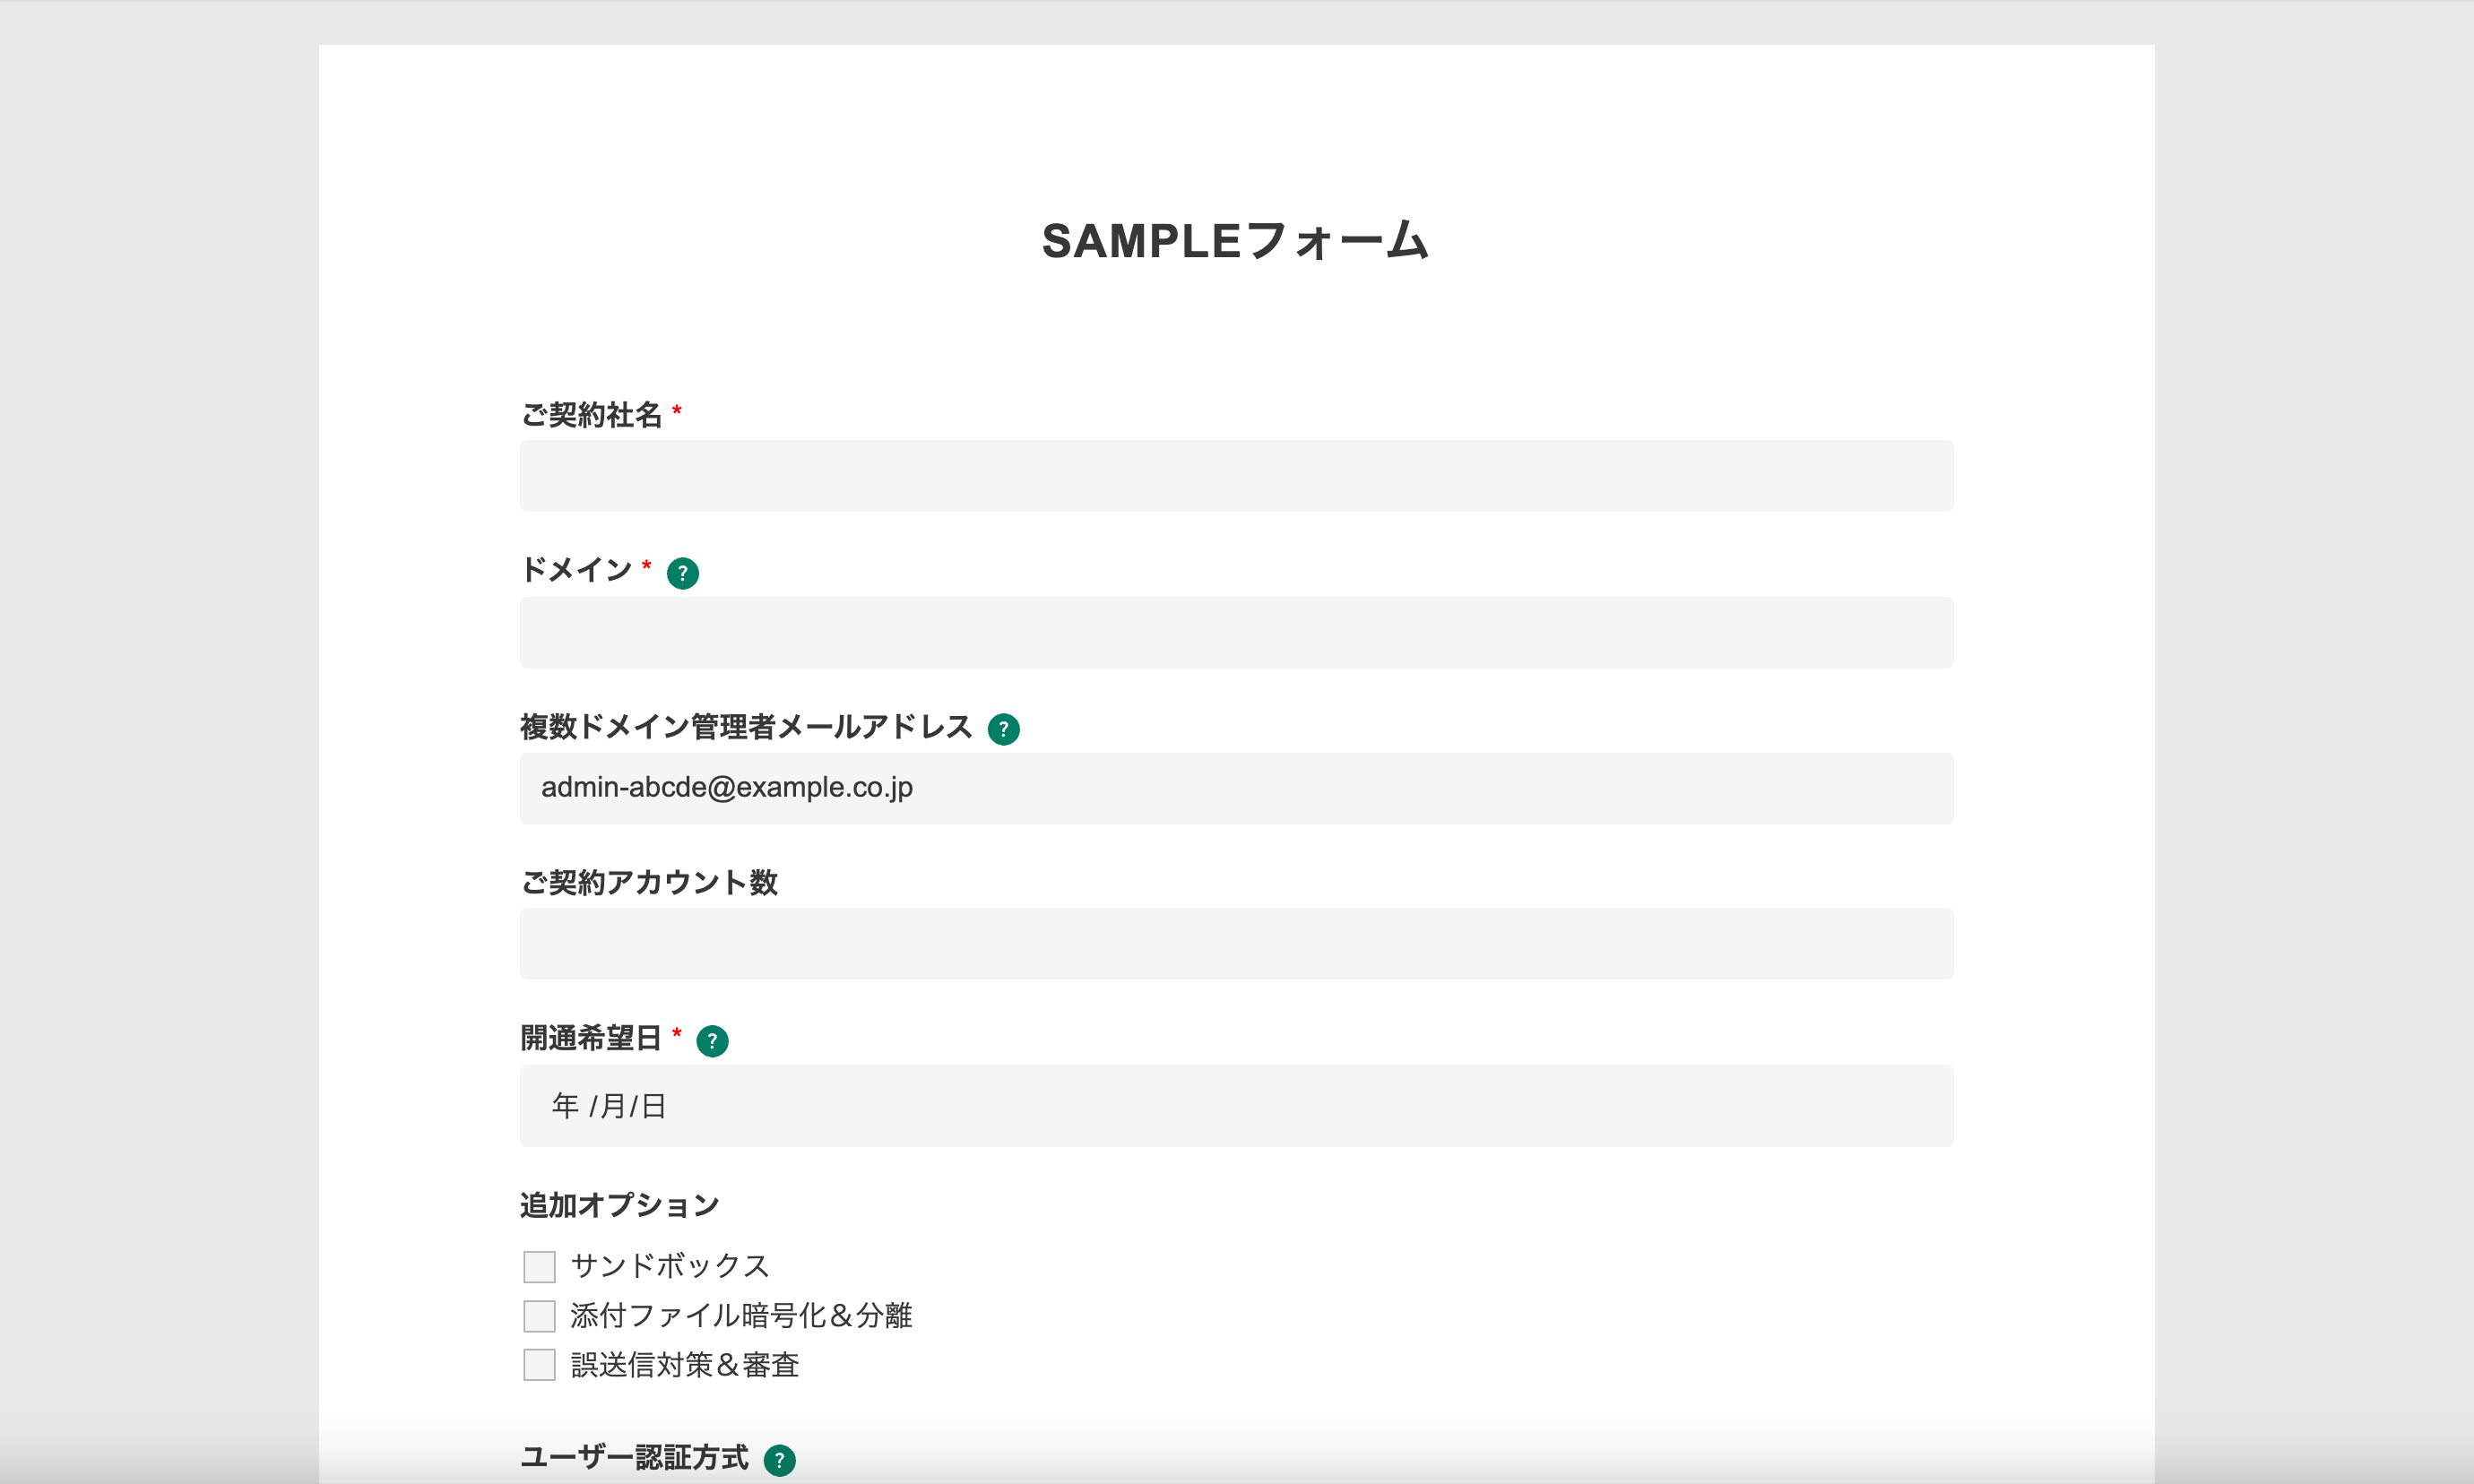 SAMPLEフォーム
ご契約社名 *
ドメイン * ?
複数ドメイン管理者メールアドレス ?
admin-abcde@example.co.jp
ご契約アカウント数
開通希望日 * ?
年 /月/日
追加オプション
サンドボックス
添付ファイル暗号化&分離
誤送信対策＆審査
ユーザー認証方式 ?